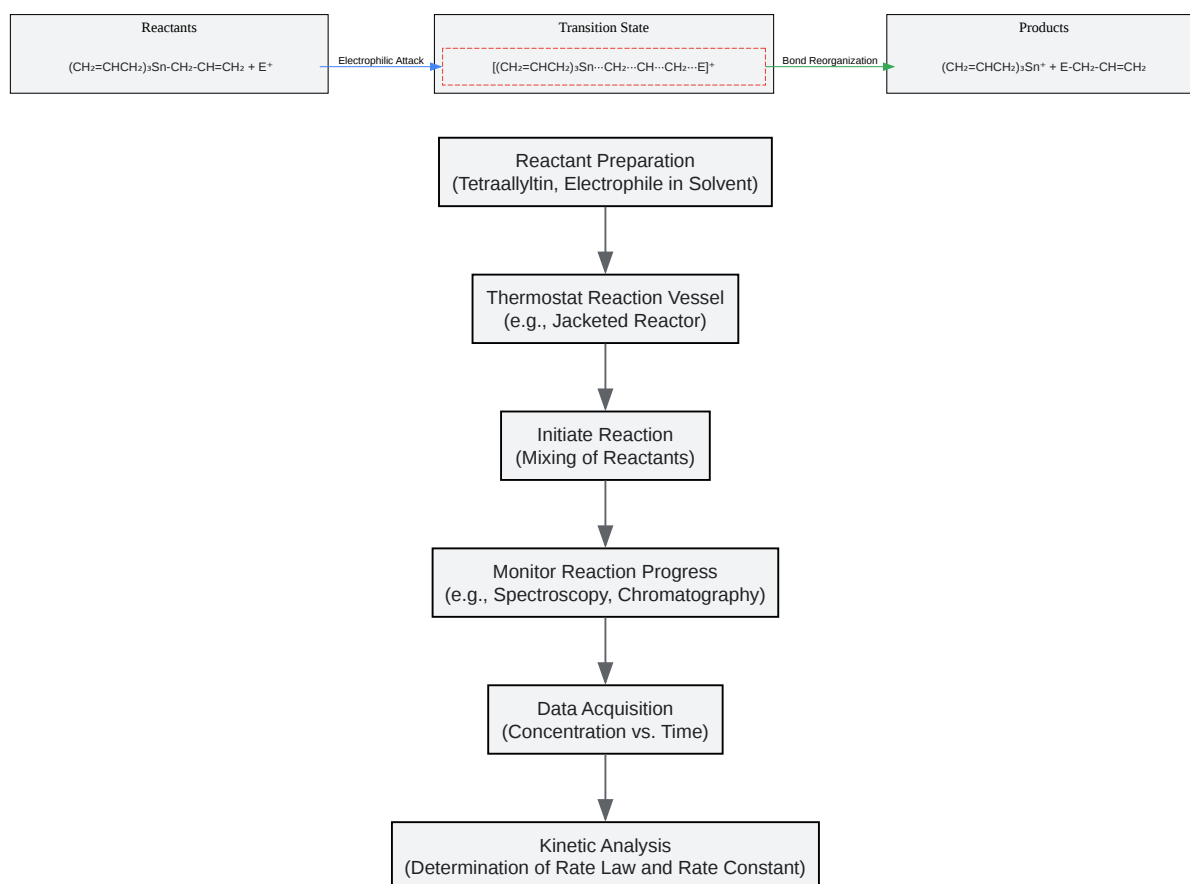 Reactants
(CH₂=CHCH₂)₃Sn-CH₂-CH=CH₂ + E⁺
Electrophilic Attack
Transition State
[(CH₂=CHCH₂)₃Sn···CH₂···CH···CH₂···E]⁺
Bond Reorganization
Products
(CH₂=CHCH₂)₃Sn⁺ + E-CH₂-CH=CH₂
Reactant Preparation
(Tetraallyltin, Electrophile in Solvent)
Thermostat Reaction Vessel
(e.g., Jacketed Reactor)
Initiate Reaction
(Mixing of Reactants)
Monitor Reaction Progress
(e.g., Spectroscopy, Chromatography)
Data Acquisition
(Concentration vs. Time)
Kinetic Analysis
(Determination of Rate Law and Rate Constant)